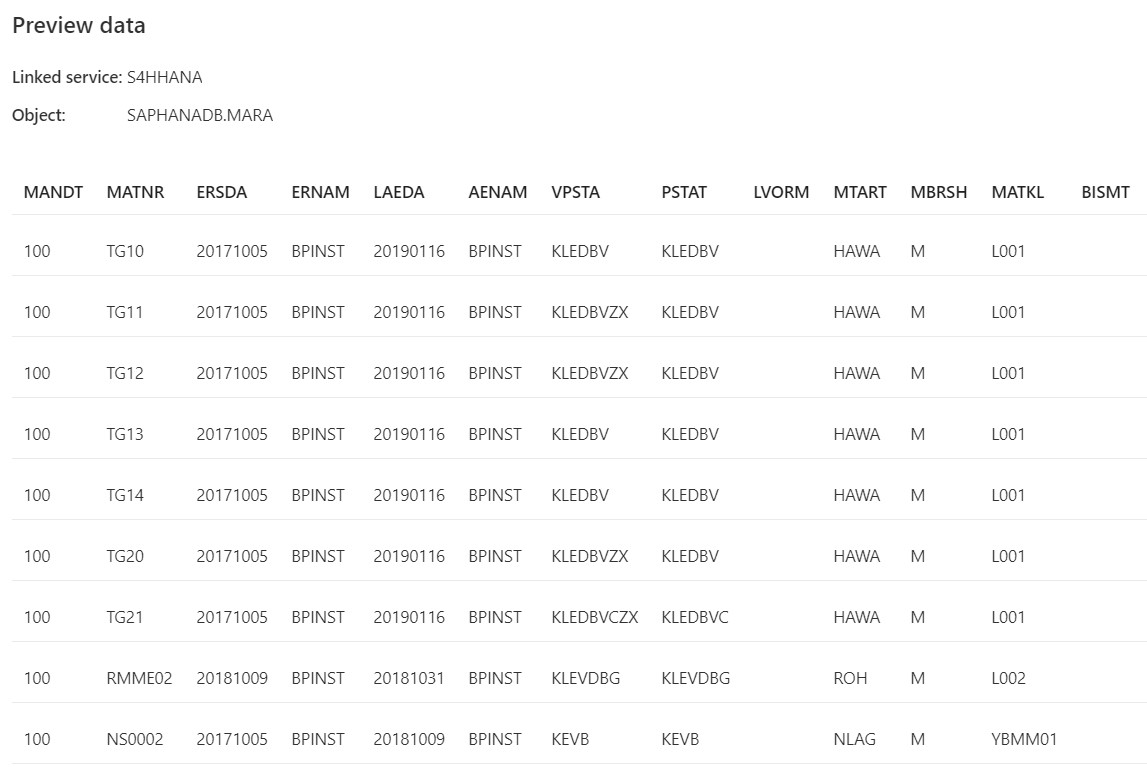 Preview data
Linked service: S4HHANA
Object: SAPHANADB.MARA
MANDT MATNR ERSDA ERNAM LAEDA AENAM VPSTA PSTAT LVORM MTART MBRSH MATKL BISMT
100 TG10 20171005 BPINST 20190116 BPINST KLEDBV KLEDBV HAWA M L001
100 TG11 20171005 BPINST 20190116 BPINST KLEDBVZX KLEDBV HAWA M L001
100 TG12 20171005 BPINST 20190116 BPINST KLEDBVZX KLEDBV HAWA M L001
100 TG13 20171005 BPINST 20190116 BPINST KLEDBV KLEDBV HAWA M L001
100 TG14 20171005 BPINST 20190116 BPINST KLEDBV KLEDBV HAWA M L001
100 TG20 20171005 BPINST 20190116 BPINST KLEDBVZX KLEDBV HAWA M L001
100 TG21 20171005 BPINST 20190116 BPINST KLEDBVCZX KLEDBVC HAWA M L001
100 RMME02 20181009 BPINST 20181031 BPINST KLEVDBG KLEVDBG ROH M L002
100 NS0002 20171005 BPINST 20181009 BPINST KEVB KEVB NLAG M YBMM01